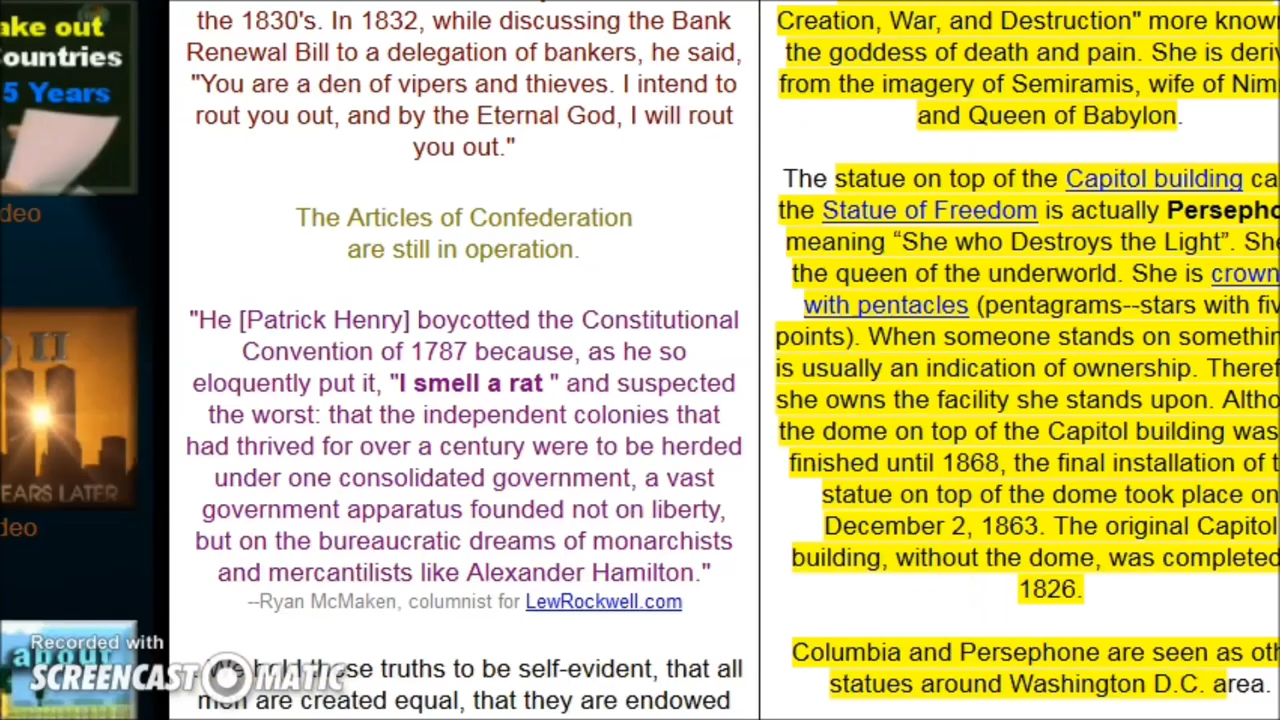 ake out
ountries
5 Years
deo
II
EARS LATER
deo
about
the 1830's. In 1832, while discussing the Bank
Renewal Bill to a delegation of bankers, he said,
"You are a den of vipers and thieves. I intend to
rout you out, and by the Eternal God, I will rout
you out."
The Articles of Confederation
are still in operation.
"He [Patrick Henry] boycotted the Constitutional
Convention of 1787 because, as he so
eloquently put it, "I smell a rat " and suspected
the worst: that the independent colonies that
had thrived for over a century were to be herded
under one consolidated government, a vast
government apparatus founded not on liberty,
but on the bureaucratic dreams of monarchists
and mercantilists like Alexander Hamilton."
--Ryan McMaken, columnist for LewRockwell.com
We hold these truths to be self-evident, that all
men are created equal, that they are endowed
Creation, War, and Destruction" more know
the goddess of death and pain. She is deri
from the imagery of Semiramis, wife of Nim
and Queen of Babylon.
The statue on top of the Capitol building ca
the Statue of Freedom is actually Persepho
meaning “She who Destroys the Light”. She
the queen of the underworld. She is crown
with pentacles (pentagrams--stars with fiv
points). When someone stands on somethin
is usually an indication of ownership. Theref
she owns the facility she stands upon. Altho
the dome on top of the Capitol building was
finished until 1868, the final installation of t
statue on top of the dome took place on
December 2, 1863. The original Capitol
building, without the dome, was completed
1826.
Columbia and Persephone are seen as oth
statues around Washington D.C. area.
Recorded with
SCREENCAST MATIC